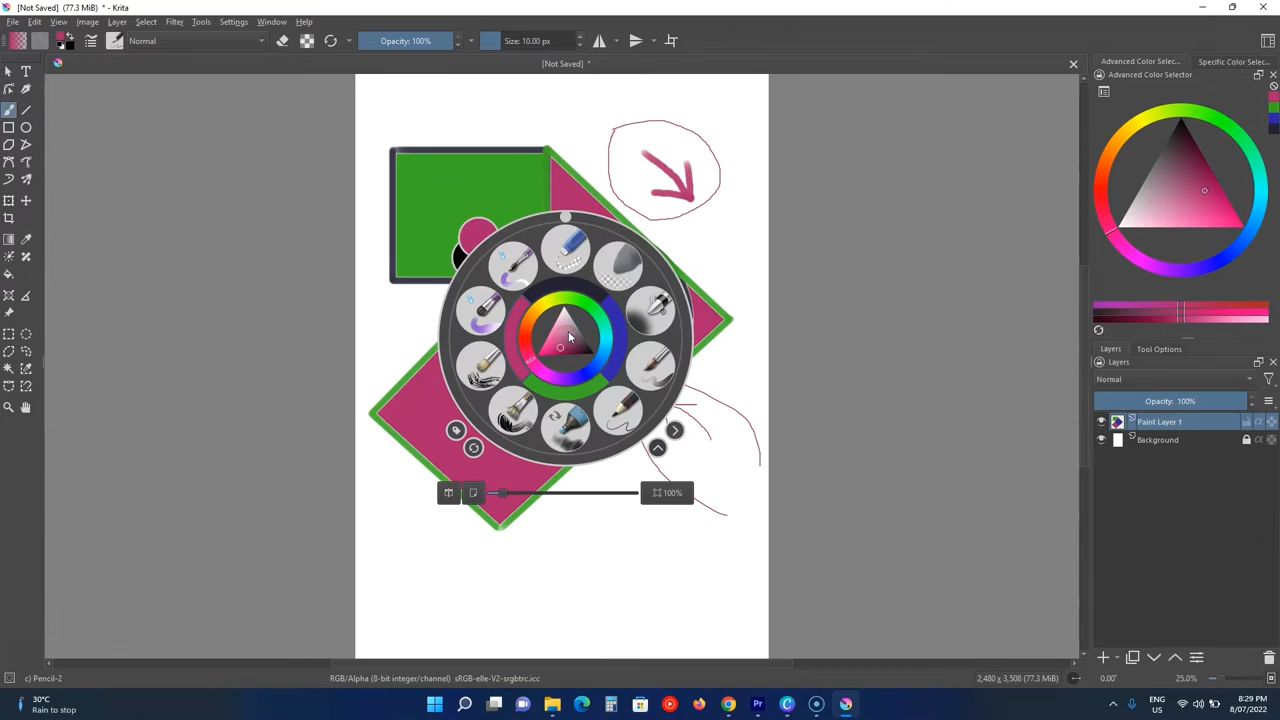 [Not Saved] (77.3 MiB) * - Krita
File Edit View Image Layer Select Filter Tools Settings Window Help
Normal Opacity: 100% Size: 10.00 px
[Not Saved] *
Advanced Color Selec... Specific Color Selec...
Advanced Color Selector
Layers Tool Options
Layers
Normal
Opacity: 100%
Paint Layer 1
Background
100%
c) Pencil-2 RGB/Alpha (8-bit integer/channel) sRGB-elle-V2-srgbtrc.icc 2,480 x 3,508 (77.3 MiB) 0.00° 25.0%
30°C
Rain to stop
ENG
US
8:29 PM
8/07/2022